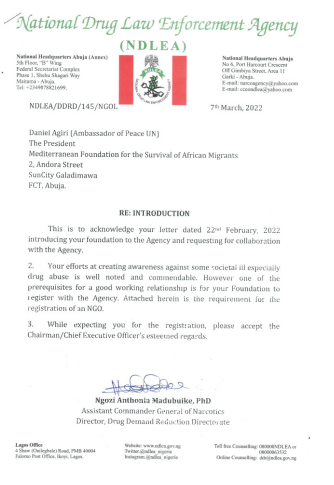 National Drug Law Enforcement Agency
(NDLEA)
National Headquarters Abuja (Annex)
5th Floor, "B" Wing
Federal Secretariat Complex
Phase 1, Shehu Shagari Way
Maitama - Abuja.
Tel: +2349878821699.
National Headquarters Abuja
No 6, Port Harcourt Crescent
Off Gimbiya Street, Area 11
Garki - Abuja.
E-mail: narcoagency@yahoo.com
E-mail: cceondlea@yahoo.com
NDLEA/DDRD/145/NGOL
7th March, 2022
Daniel Agiri (Ambassador of Peace UN)
The President
Mediterranean Foundation for the Survival of African Migrants
2, Andora Street
SunCity Galadimawa
FCT, Abuja.
RE: INTRODUCTION
This is to acknowledge your letter dated 22nd February, 2022
introducing your foundation to the Agency and requesting for collaboration
with the Agency.
2. Your efforts at creating awareness against some societal ill especially
drug abuse is well noted and commendable. However one of the
prerequisites for a good working relationship is for your Foundation to
register with the Agency. Attached herein is the requirement for the
registration of an NGO.
3. While expecting you for the registration, please accept the
Chairman/Chief Executive Officer's esteemed regards.
Ngozi Anthonia Madubuike, PhD
Assistant Commander General of Narcotics
Director, Drug Demand Reduction Directorate
Lagos Office
4 Shaw (Onilegbale) Road, PMB 40004
Falomo Post Office, Ikoyi, Lagos
Website: www.ndlea.gov.ng
Twitter: @ndlea_nigeria
Instagram: @ndlea_nigeria
Toll free Counselling: 080000NDLEA or
Online Counselling: